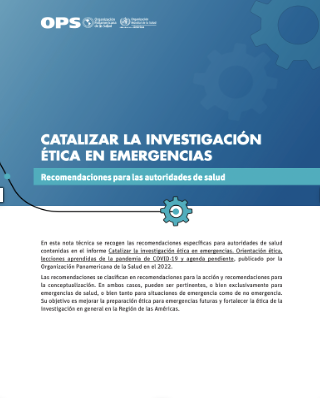 OPS
Organización
Panamericana
de la Salud
Organización
Mundial de la Salud
CATALIZAR LA INVESTIGACIÓN
ÉTICA EN EMERGENCIAS
Recomendaciones para las autoridades de salud
En esta nota técnica se recogen las recomendaciones específicas para autoridades de salud
contenidas en el informe Catalizar la investigación ética en emergencias. Orientación ética,
lecciones aprendidas de la pandemia de COVID-19 y agenda pendiente, publicado por la
Organización Panamericana de la Salud en el 2022.
Las recomendaciones se clasifican en recomendaciones para la acción y recomendaciones para
la conceptualización. En ambos casos, pueden ser pertinentes, o bien exclusivamente para
emergencias de salud, o bien tanto para situaciones de emergencia como de no emergencia.
Su objetivo es mejorar la preparación ética para emergencias futuras y fortalecer la ética de la
investigación en general en la Región de las Américas.